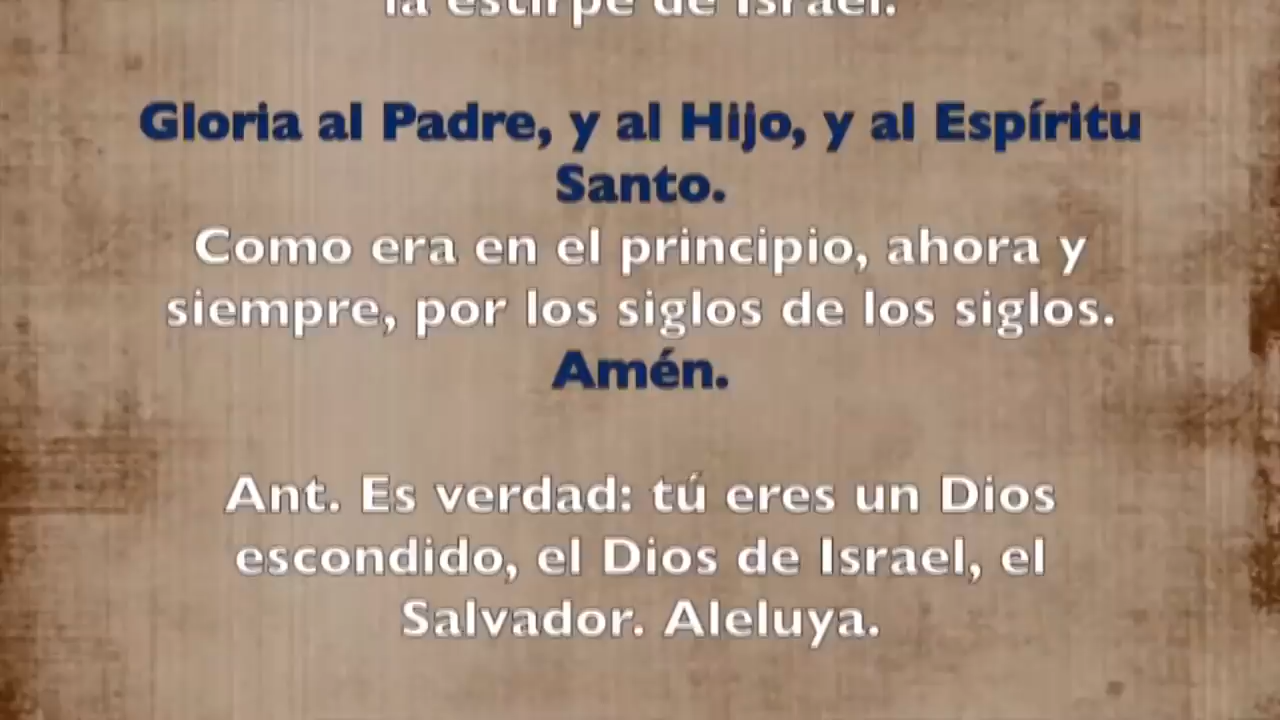 la estirpe de Israel.
Gloria al Padre, y al Hijo, y al Espíritu
Santo.
Como era en el principio, ahora y
siempre, por los siglos de los siglos.
Amén.
Ant. Es verdad: tú eres un Dios
escondido, el Dios de Israel, el
Salvador. Aleluya.